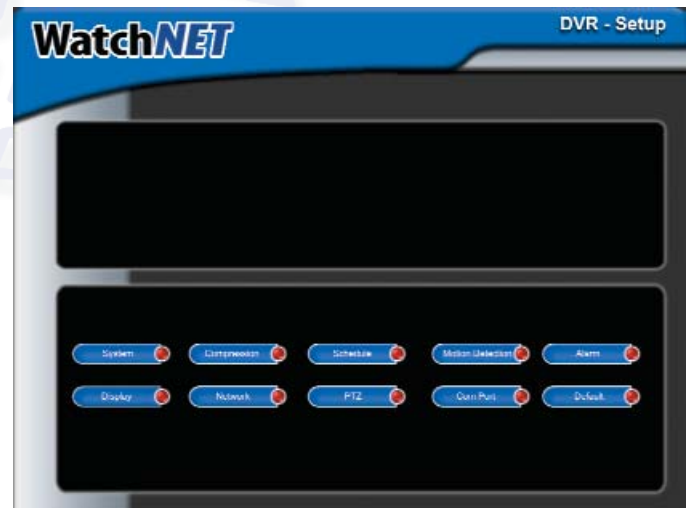 WatchNET
DVR - Setup
System Compression Schedule Motion Detection Alarm
Display Network PTZ Com Port Default